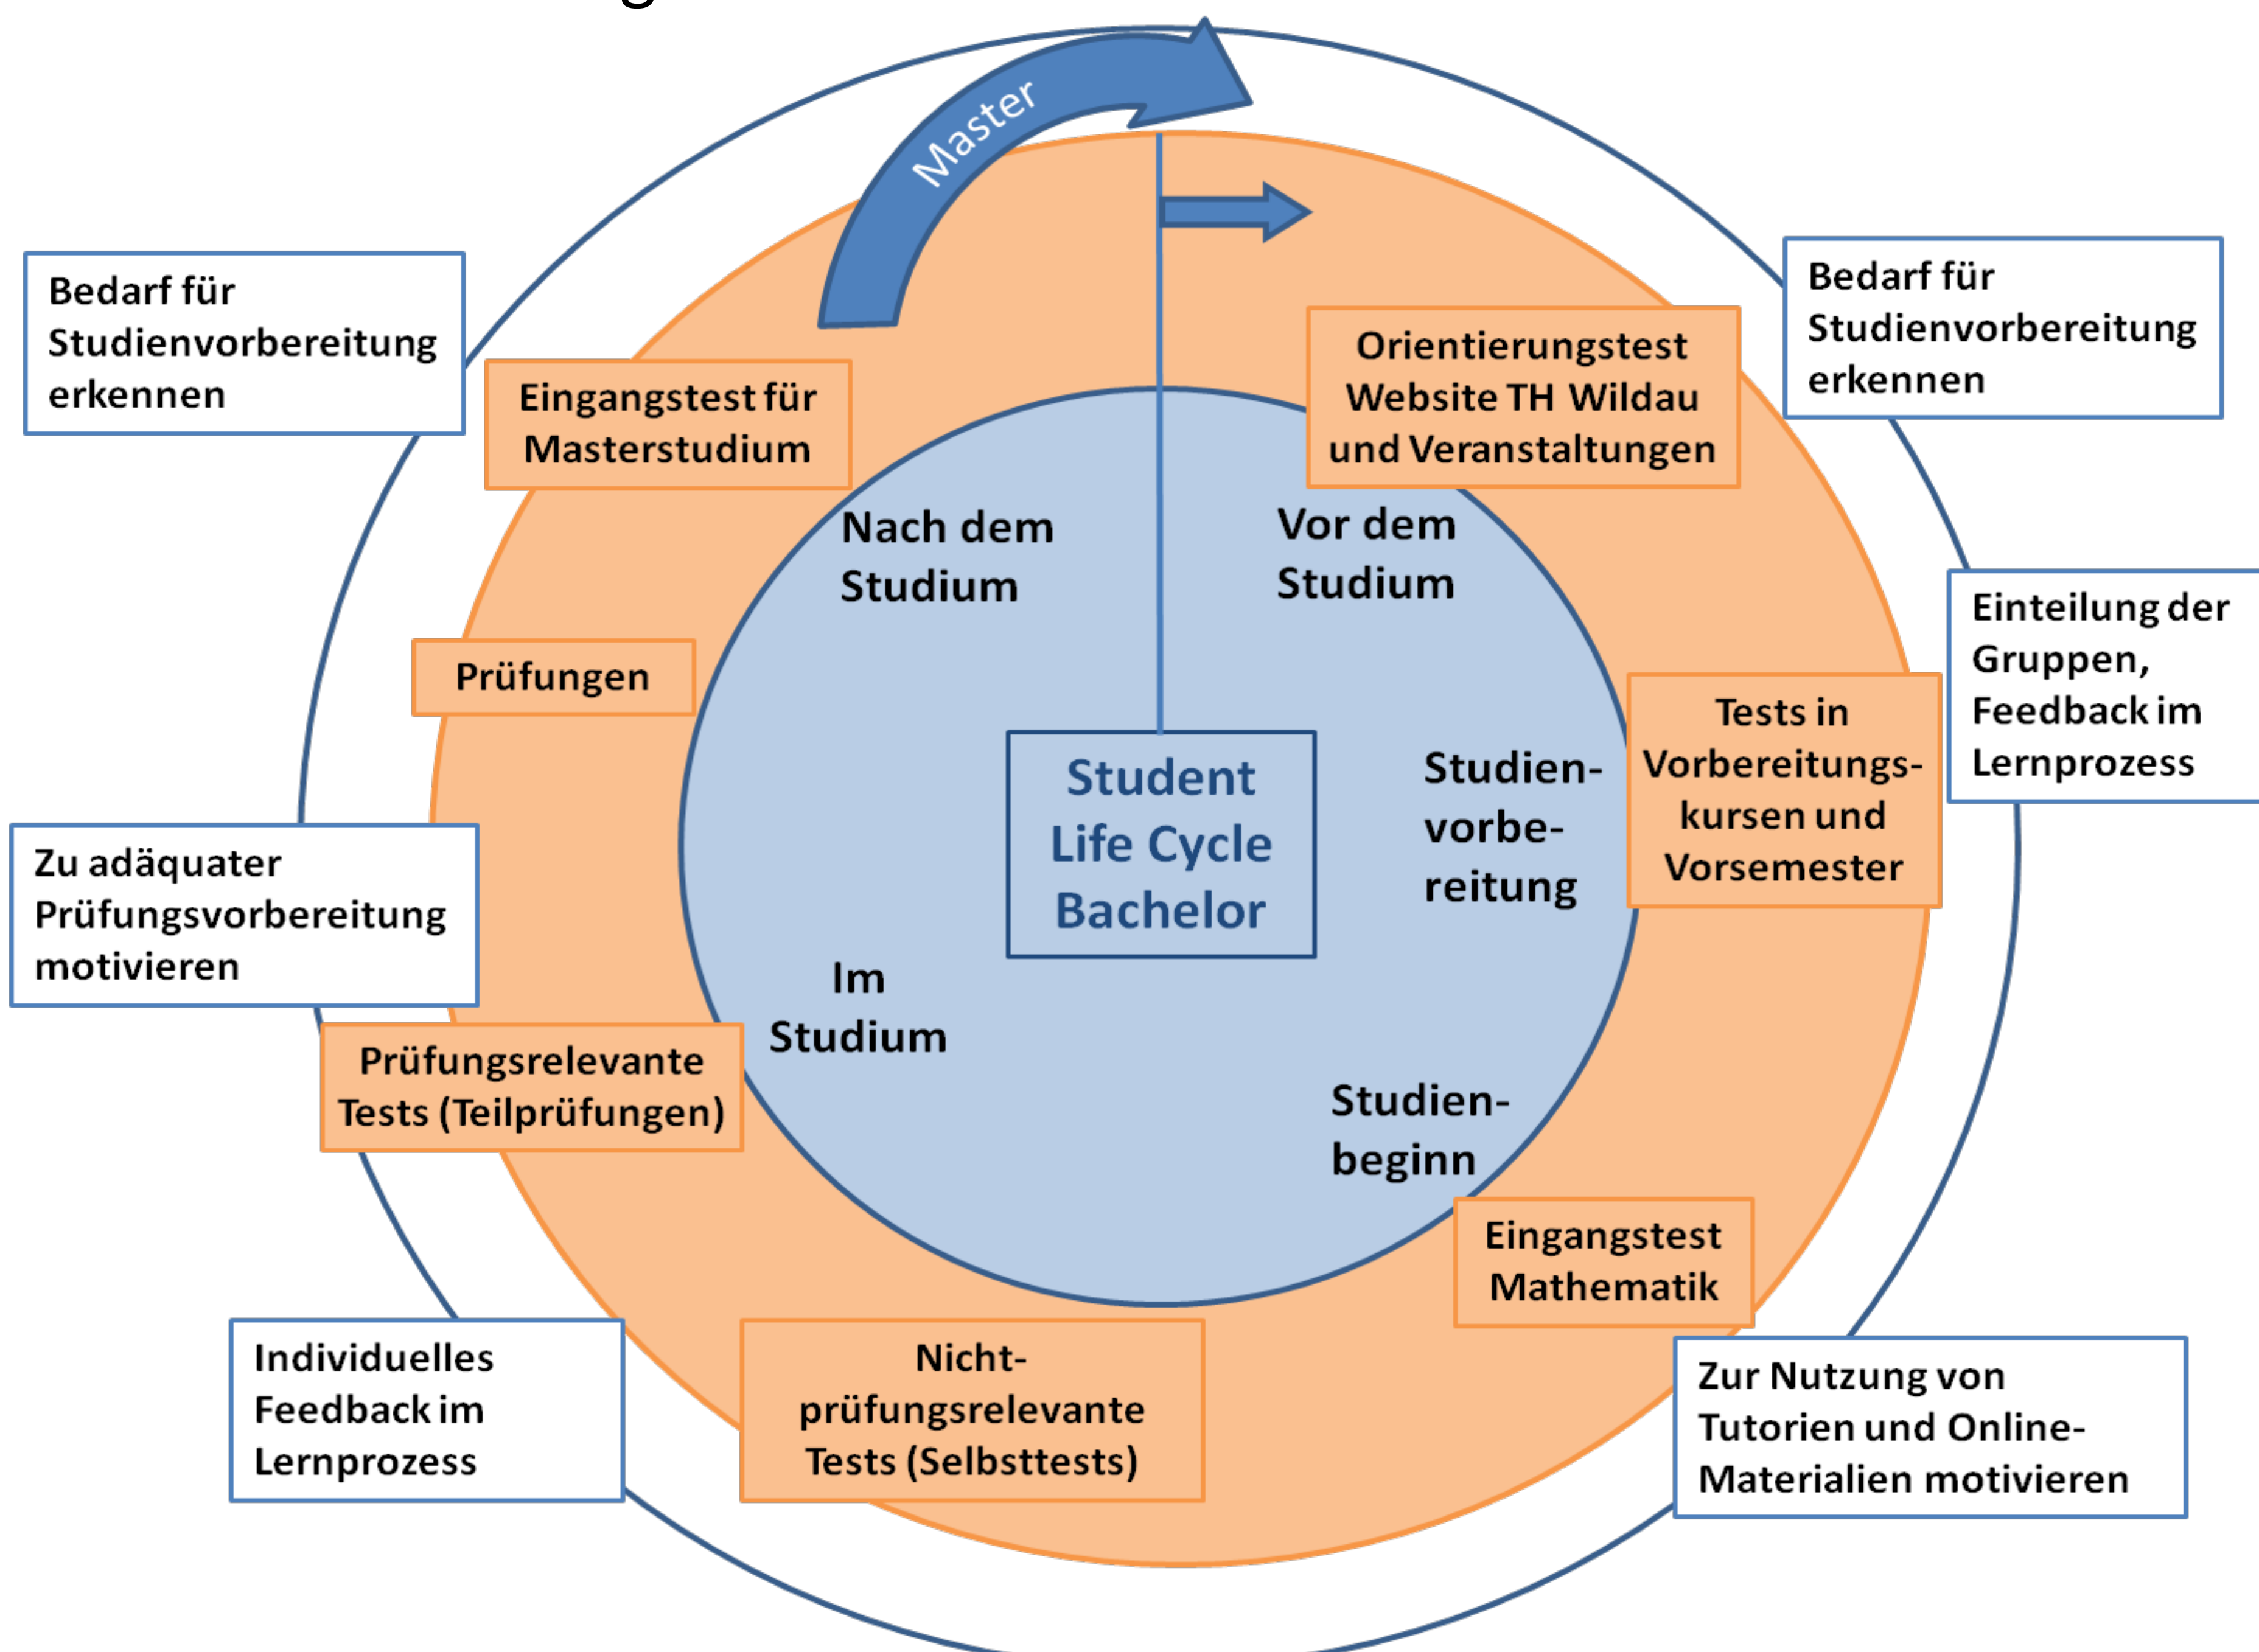 Master
Bedarf für
Studienvorbereitung
erkennen
Bedarf für
Studienvorbereitung
erkennen
Eingangstest für
Masterstudium
Orientierungstest
Website TH Wildau
und Veranstaltungen
Nach dem
Studium
Vor dem
Studium
Einteilung der
Gruppen,
Feedback im
Lernprozess
Prüfungen
Tests in
Vorbereitungs-
kursen und
Vorsemester
Student
Life Cycle
Bachelor
Studien-
vorbe-
reitung
Zu adäquater
Prüfungsvorbereitung
motivieren
Im
Studium
Prüfungsrelevante
Tests (Teilprüfungen)
Studien-
beginn
Eingangstest
Mathematik
Individuelles
Feedback im
Lernprozess
Nicht-
prüfungsrelevante
Tests (Selbsttests)
Zur Nutzung von
Tutorien und Online-
Materialien motivieren